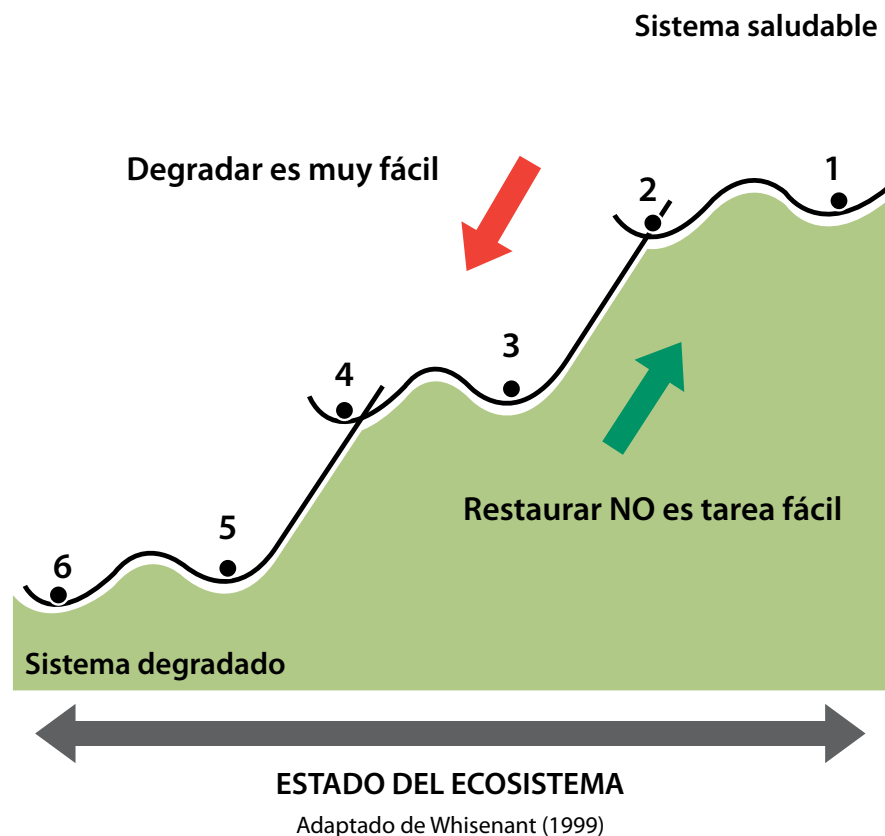 Sistema saludable
Degradar es muy fácil
1
2
3
4
Restaurar NO es tarea fácil
5
6
Sistema degradado
ESTADO DEL ECOSISTEMA
Adaptado de Whisenant (1999)